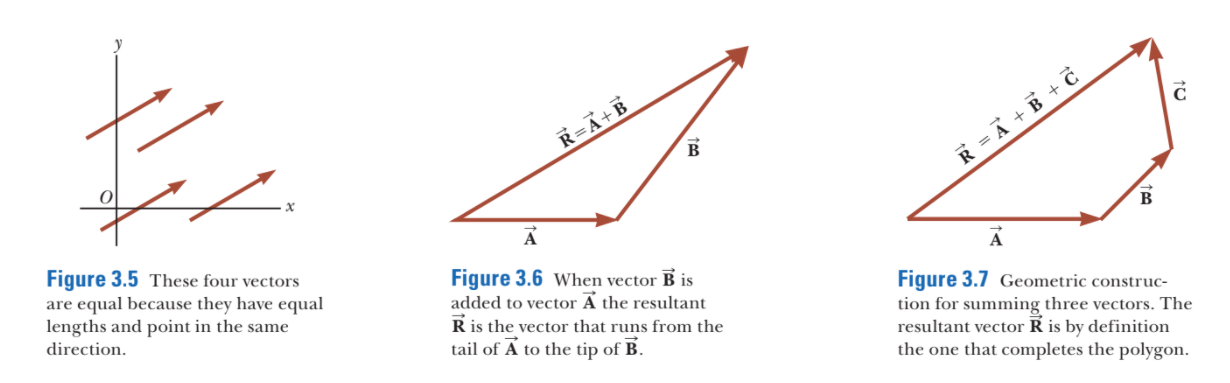 y
O
x
Figure 3.5 These four vectors
are equal because they have equal
lengths and point in the same
direction.
R⃗ = A⃗ + B⃗
B⃗
A⃗
Figure 3.6 When vector B⃗ is
added to vector A⃗ the resultant
R⃗ is the vector that runs from the
tail of A⃗ to the tip of B⃗.
R⃗ = A⃗ + B⃗ + C⃗
C⃗
B⃗
A⃗
Figure 3.7 Geometric construc-
tion for summing three vectors. The
resultant vector R⃗ is by definition
the one that completes the polygon.